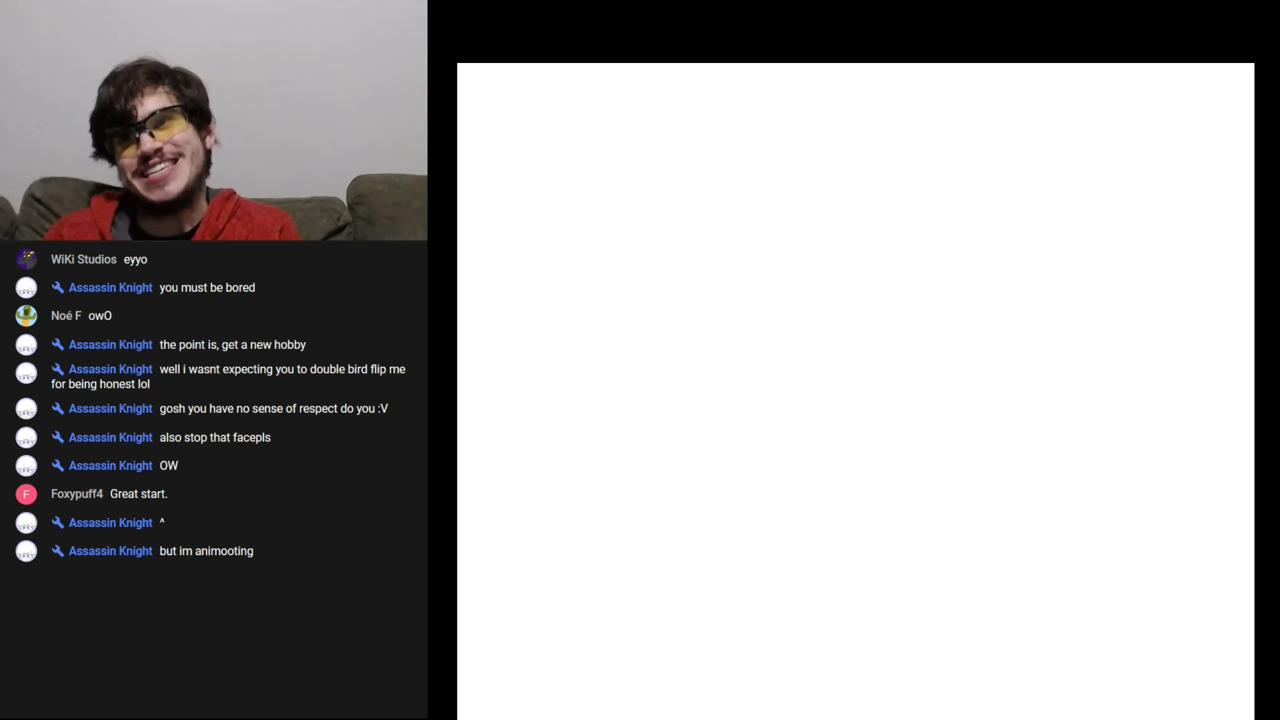 WiKi Studios eyyo
Assassin Knight you must be bored
Noé F owO
Assassin Knight the point is, get a new hobby
Assassin Knight well i wasnt expecting you to double bird flip me
for being honest lol
Assassin Knight gosh you have no sense of respect do you :V
Assassin Knight also stop that facepls
Assassin Knight OW
F Foxypuff4 Great start.
Assassin Knight ^
Assassin Knight but im animooting